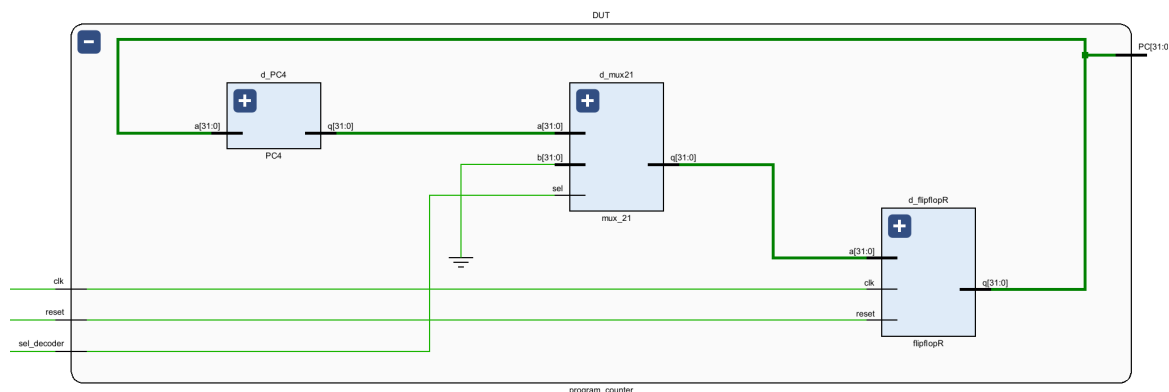 DUT
PC[31:0
d_PC4
a[31:0]
q[31:0]
PC4
d_mux21
a[31:0]
b[31:0]
sel
q[31:0]
mux_21
d_flipflopR
a[31:0]
clk
reset
q[31:0]
flipflopR
clk
reset
sel_decoder
program_counter